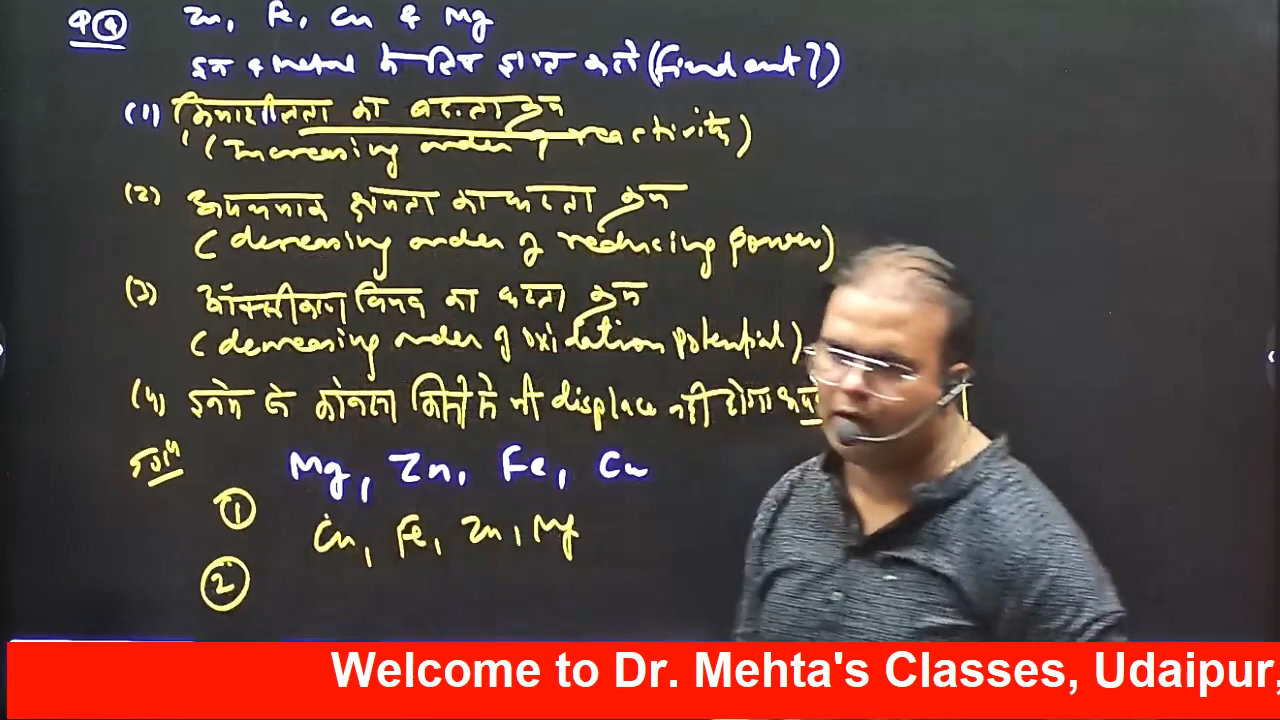 Q Zn, Fe, Cu & Mg
इन 4 metal के लिए ज्ञात करो (find out?)
(1) क्रियाशीलता का बढ़ता क्रम
(Increasing order of reactivity)
(2) अपचायक क्षमता का घटता क्रम
(decreasing order of reducing power)
(3) ऑक्सीकरण विभव का घटता क्रम
(decreasing order of oxidation potential)
(4) इनमें से कौनसा किसी से भी displace नहीं होगा
Soln Mg, Zn, Fe, Cu
① Cu, Fe, Zn, Mg
②
Welcome to Dr. Mehta's Classes, Udaipur,